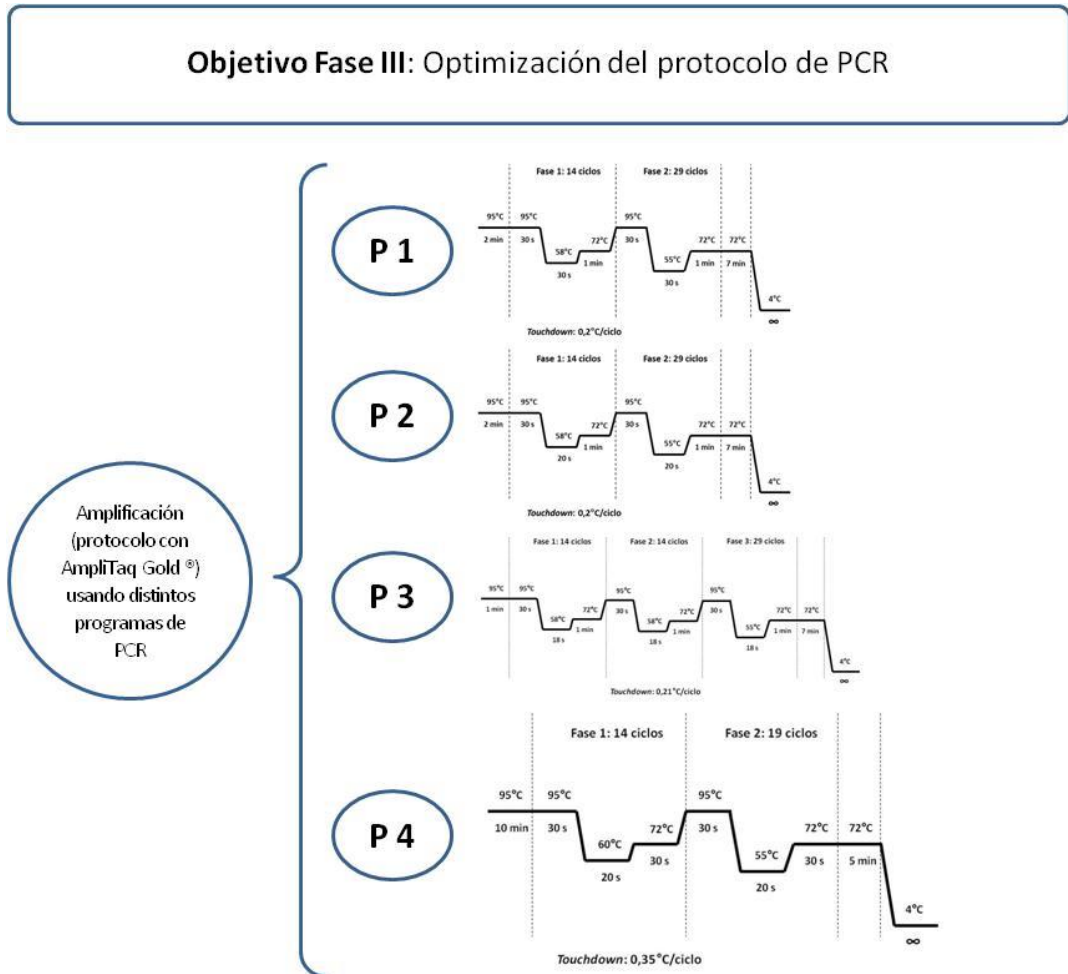 Objetivo Fase III: Optimización del protocolo de PCR
Amplificación
(protocolo con
AmpliTaq Gold ®)
usando distintos
programas de
PCR
P 1
Fase 1: 14 ciclos Fase 2: 29 ciclos
95°C 95°C 58°C 72°C 95°C 55°C 72°C 72°C 4°C
2 min 30 s 30 s 1 min 30 s 30 s 1 min 7 min ∞
Touchdown: 0,2°C/ciclo
P 2
Fase 1: 14 ciclos Fase 2: 29 ciclos
95°C 95°C 58°C 72°C 95°C 55°C 72°C 72°C 4°C
2 min 30 s 20 s 1 min 30 s 20 s 1 min 7 min ∞
Touchdown: 0,2°C/ciclo
P 3
Fase 1: 14 ciclos Fase 2: 14 ciclos Fase 3: 29 ciclos
95°C 95°C 58°C 72°C 95°C 58°C 72°C 95°C 55°C 72°C 72°C 4°C
1 min 30 s 18 s 1 min 30 s 18 s 1 min 30 s 18 s 1 min 7 min ∞
Touchdown: 0,21°C/ciclo
P 4
Fase 1: 14 ciclos Fase 2: 19 ciclos
95°C 95°C 60°C 72°C 95°C 55°C 72°C 72°C 4°C
10 min 30 s 20 s 30 s 30 s 20 s 30 s 5 min ∞
Touchdown: 0,35°C/ciclo